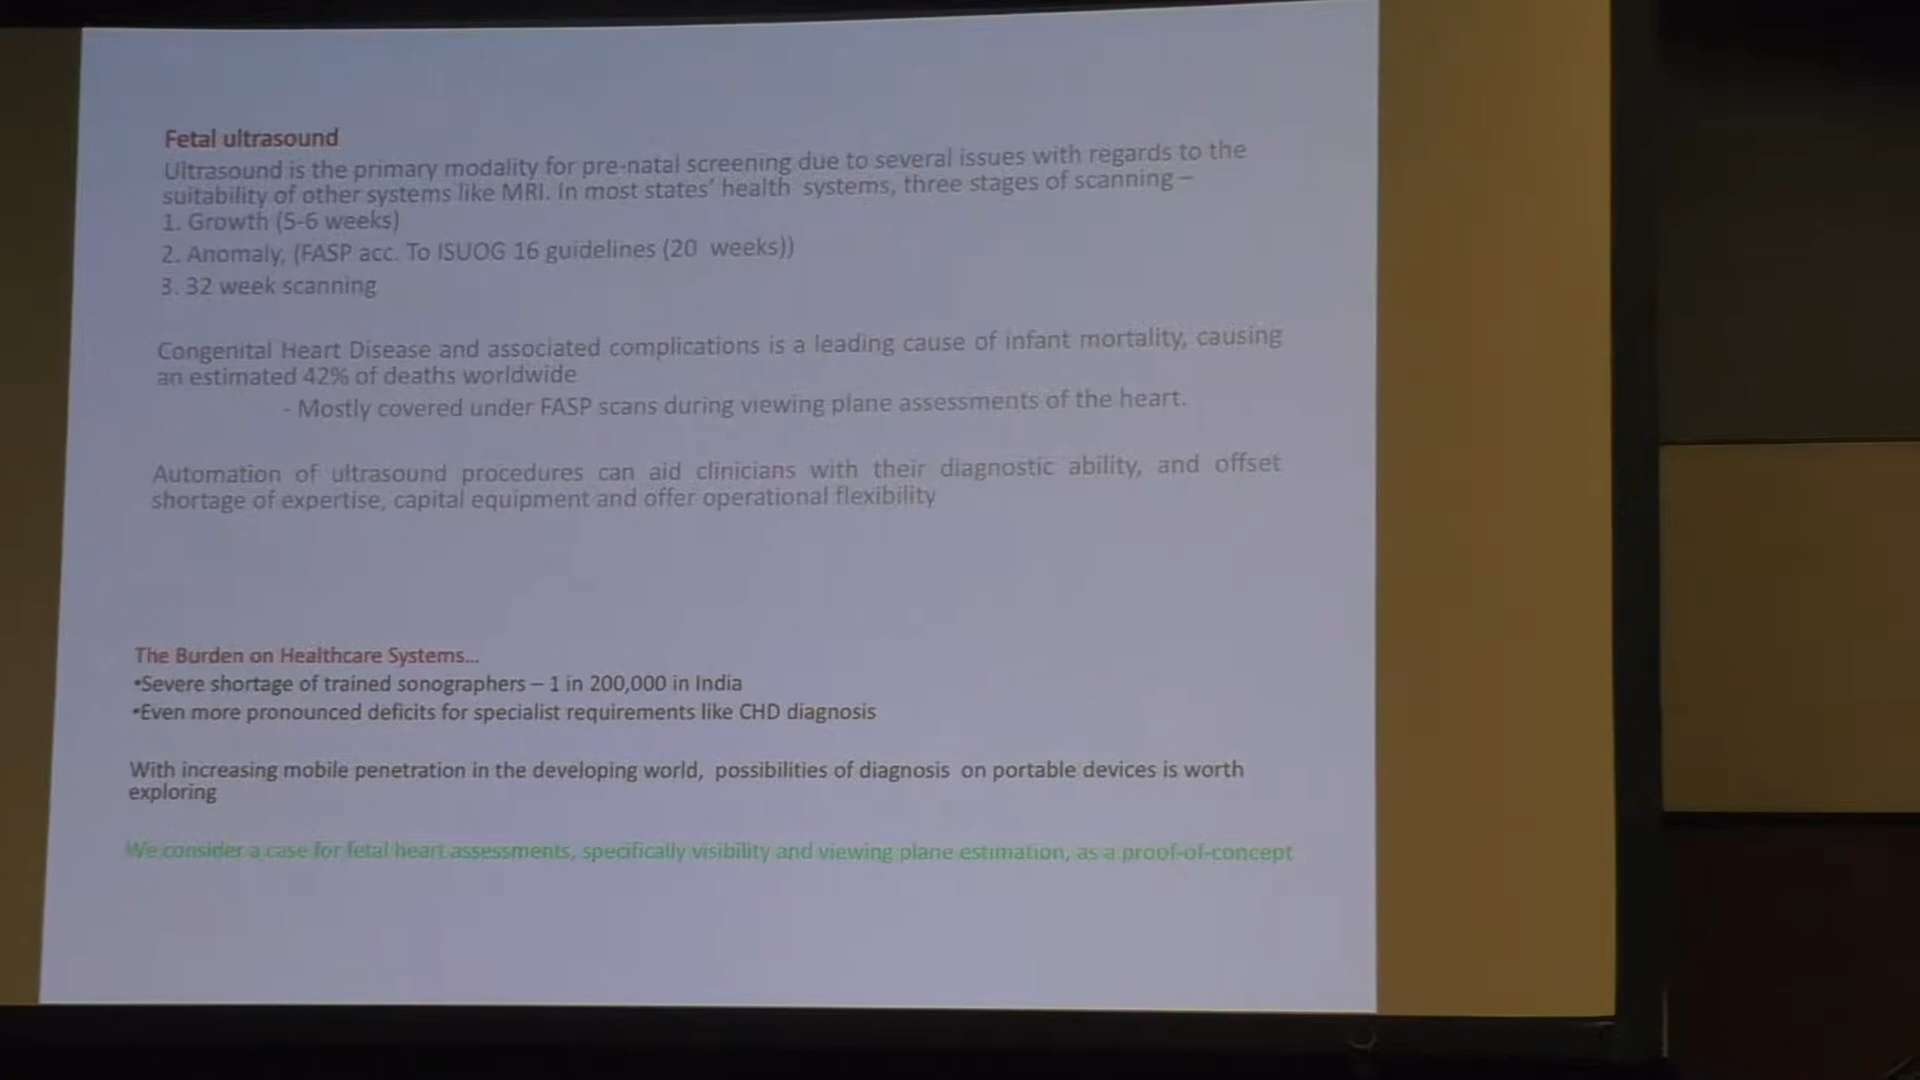 Fetal ultrasound
Ultrasound is the primary modality for pre-natal screening due to several issues with regards to the
suitability of other systems like MRI. In most states' health systems, three stages of scanning –
1. Growth (5-6 weeks)
2. Anomaly, (FASP acc. To ISUOG 16 guidelines (20 weeks))
3. 32 week scanning
Congenital Heart Disease and associated complications is a leading cause of infant mortality, causing
an estimated 42% of deaths worldwide
- Mostly covered under FASP scans during viewing plane assessments of the heart.
Automation of ultrasound procedures can aid clinicians with their diagnostic ability, and offset
shortage of expertise, capital equipment and offer operational flexibility
The Burden on Healthcare Systems...
•Severe shortage of trained sonographers – 1 in 200,000 in India
•Even more pronounced deficits for specialist requirements like CHD diagnosis
With increasing mobile penetration in the developing world, possibilities of diagnosis on portable devices is worth
exploring
We consider a case for fetal heart assessments, specifically visibility and viewing plane estimation, as a proof-of-concept